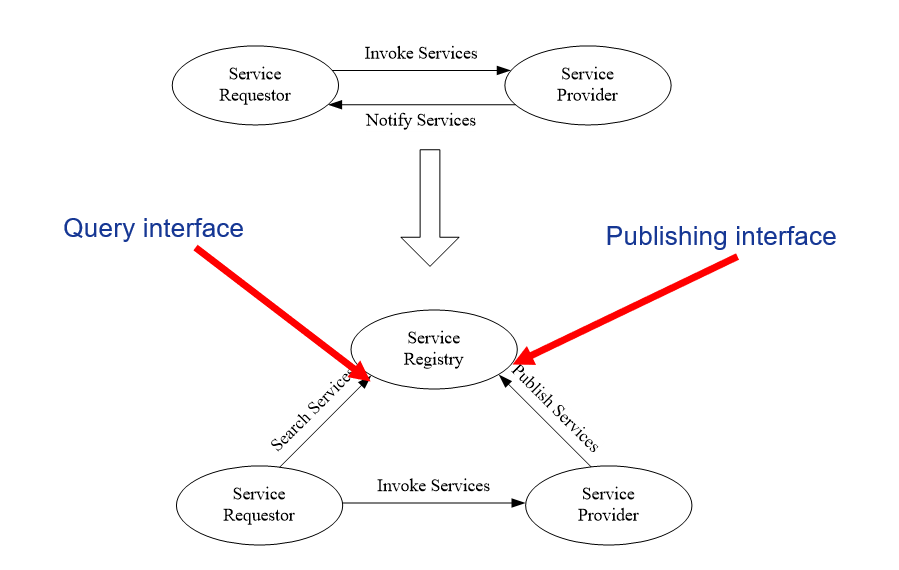 Invoke Services
Service
Requestor
Service
Provider
Notify Services
Query interface
Publishing interface
Service
Registry
Search Services
Publish Services
Service
Requestor
Invoke Services
Service
Provider